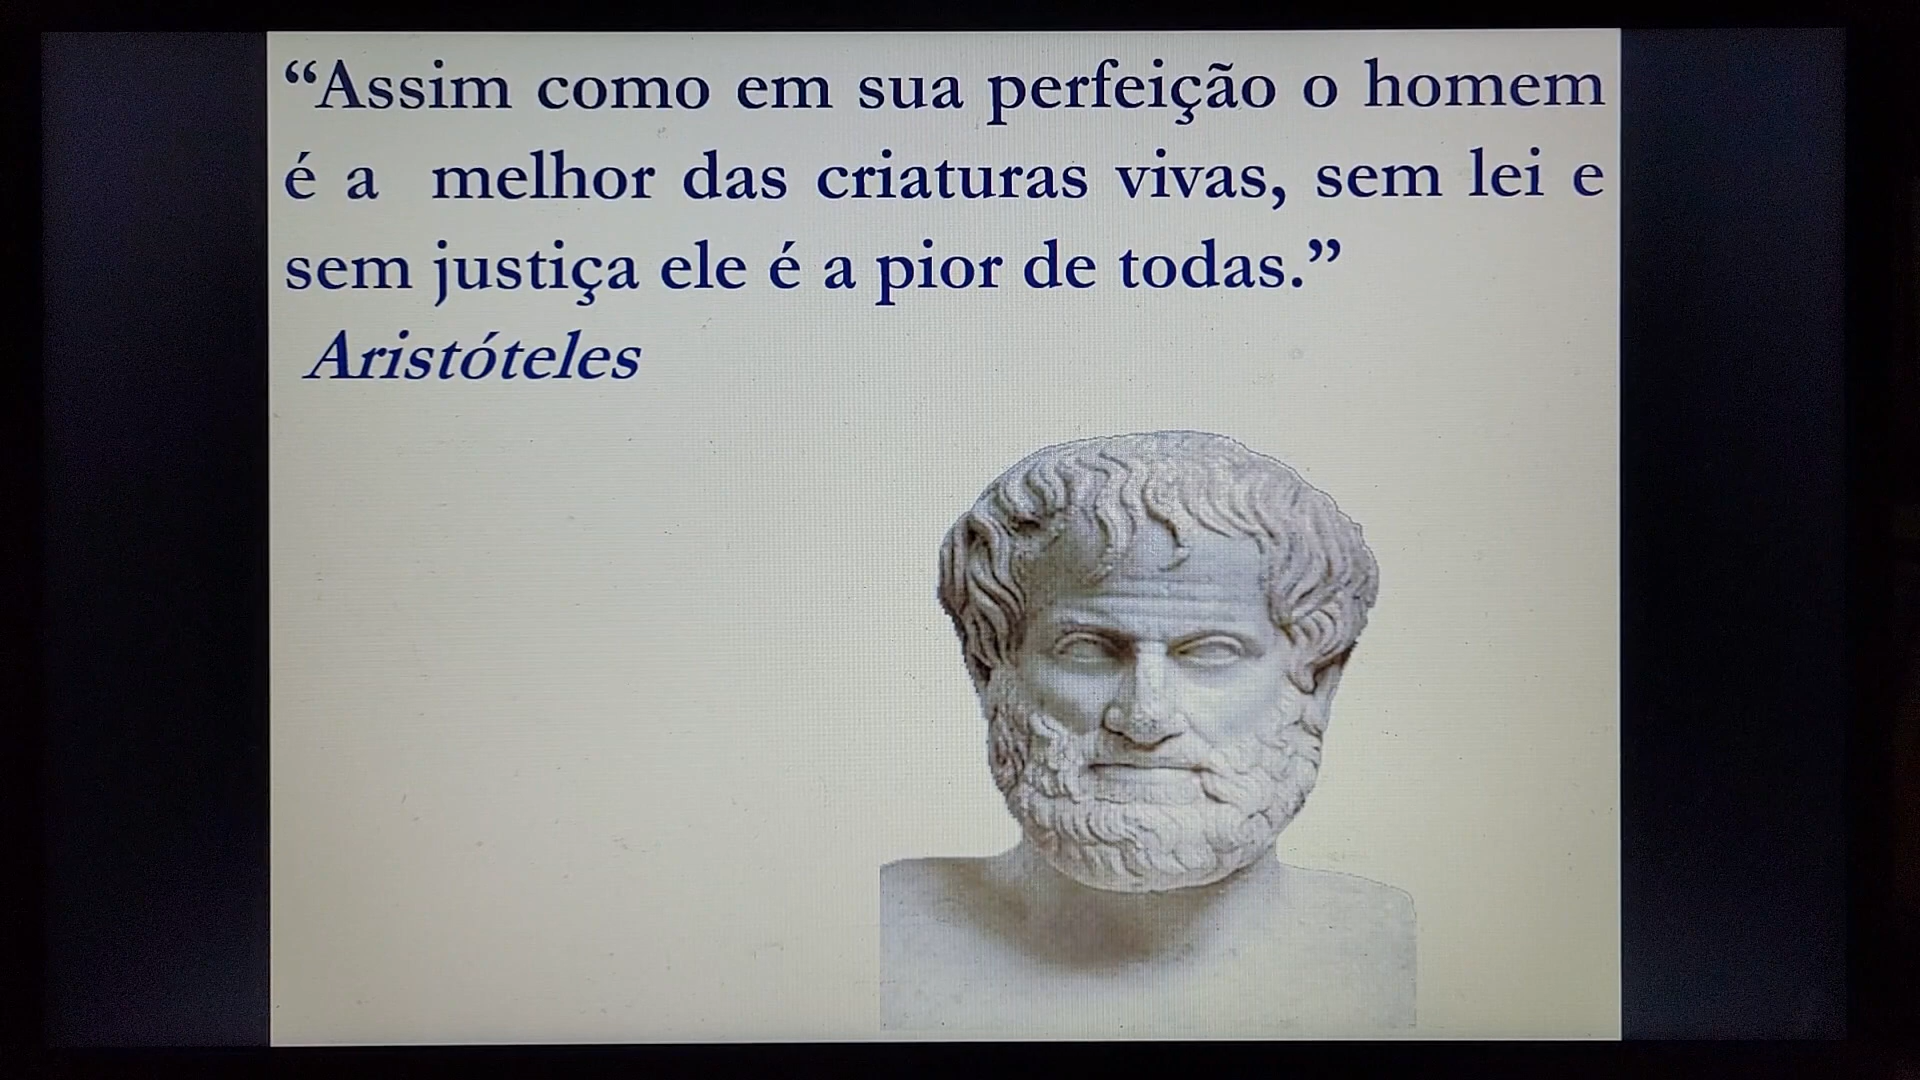 “Assim como em sua perfeição o homem
é a melhor das criaturas vivas, sem lei e
sem justiça ele é a pior de todas.”
Aristóteles